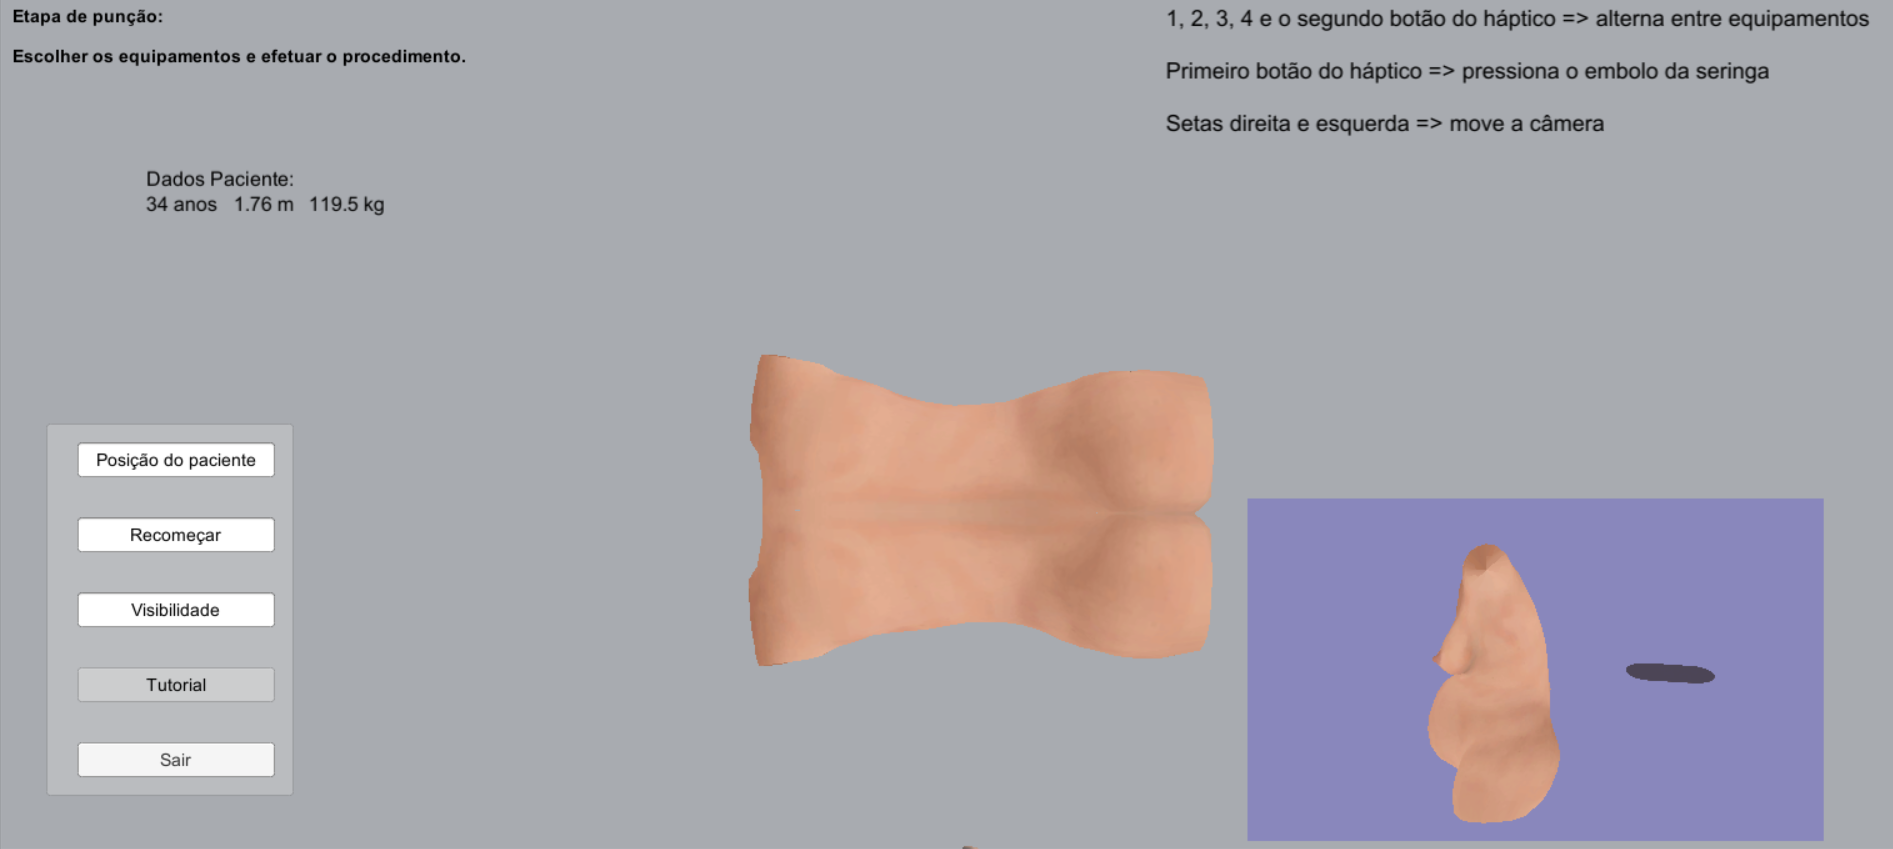 Etapa de punção:
Escolher os equipamentos e efetuar o procedimento.
1, 2, 3, 4 e o segundo botão do háptico => alterna entre equipamentos
Primeiro botão do háptico => pressiona o embolo da seringa
Setas direita e esquerda => move a câmera
Dados Paciente:
34 anos 1.76 m 119.5 kg
Posição do paciente
Recomeçar
Visibilidade
Tutorial
Sair